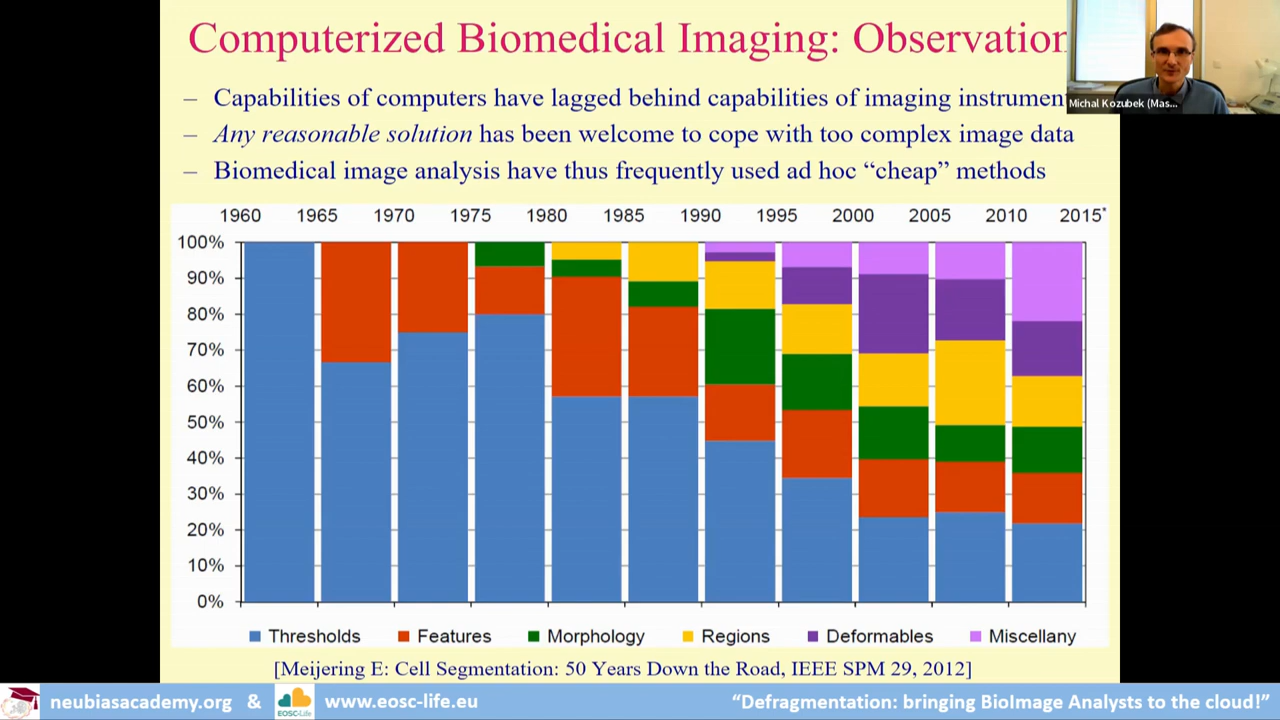 Computerized Biomedical Imaging: Observation
– Capabilities of computers have lagged behind capabilities of imaging instrumen
– Any reasonable solution has been welcome to cope with too complex image data
– Biomedical image analysis have thus frequently used ad hoc “cheap” methods
Michal Kozubek (Mas...
1960 1965 1970 1975 1980 1985 1990 1995 2000 2005 2010 2015*
100%
90%
80%
70%
60%
50%
40%
30%
20%
10%
0%
Thresholds Features Morphology Regions Deformables Miscellany
[Meijering E: Cell Segmentation: 50 Years Down the Road, IEEE SPM 29, 2012]
neubiasacademy.org & EOSC-Life www.eosc-life.eu “Defragmentation: bringing BioImage Analysts to the cloud!”